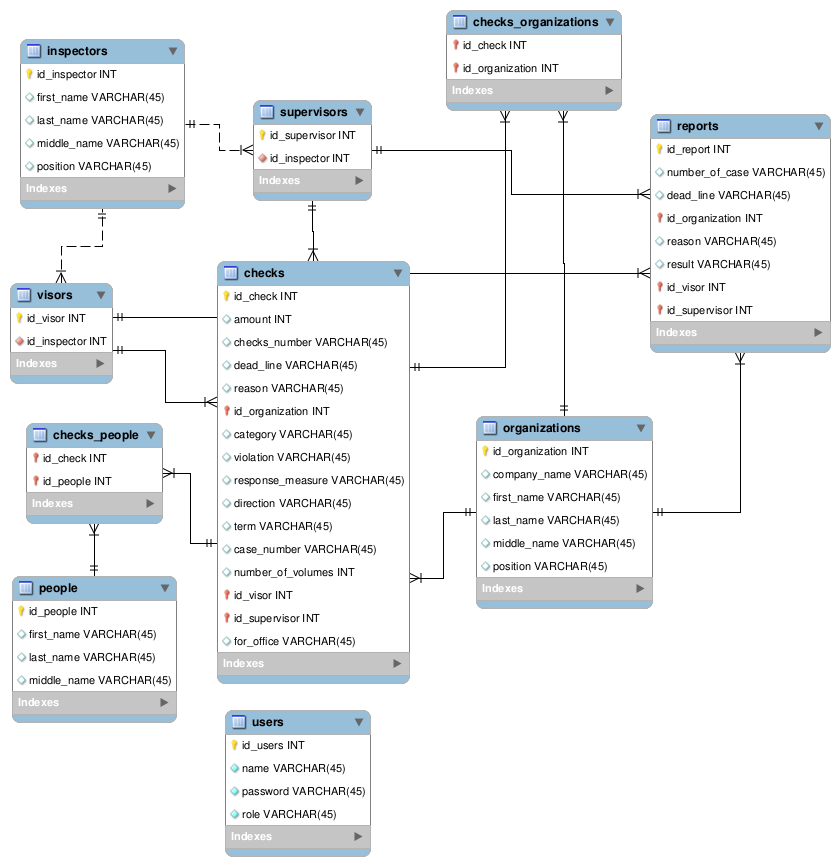 inspectors
id_inspector INT
first_name VARCHAR(45)
last_name VARCHAR(45)
middle_name VARCHAR(45)
position VARCHAR(45)
Indexes
supervisors
id_supervisor INT
id_inspector INT
Indexes
checks_organizations
id_check INT
id_organization INT
Indexes
reports
id_report INT
number_of_case VARCHAR(45)
dead_line VARCHAR(45)
id_organization INT
reason VARCHAR(45)
result VARCHAR(45)
id_visor INT
id_supervisor INT
Indexes
visors
id_visor INT
id_inspector INT
Indexes
checks
id_check INT
amount INT
checks_number VARCHAR(45)
dead_line VARCHAR(45)
reason VARCHAR(45)
id_organization INT
category VARCHAR(45)
violation VARCHAR(45)
response_measure VARCHAR(45)
direction VARCHAR(45)
term VARCHAR(45)
case_number VARCHAR(45)
number_of_volumes INT
id_visor INT
id_supervisor INT
for_office VARCHAR(45)
Indexes
checks_people
id_check INT
id_people INT
Indexes
organizations
id_organization INT
company_name VARCHAR(45)
first_name VARCHAR(45)
last_name VARCHAR(45)
middle_name VARCHAR(45)
position VARCHAR(45)
Indexes
people
id_people INT
first_name VARCHAR(45)
last_name VARCHAR(45)
middle_name VARCHAR(45)
Indexes
users
id_users INT
name VARCHAR(45)
password VARCHAR(45)
role VARCHAR(45)
Indexes